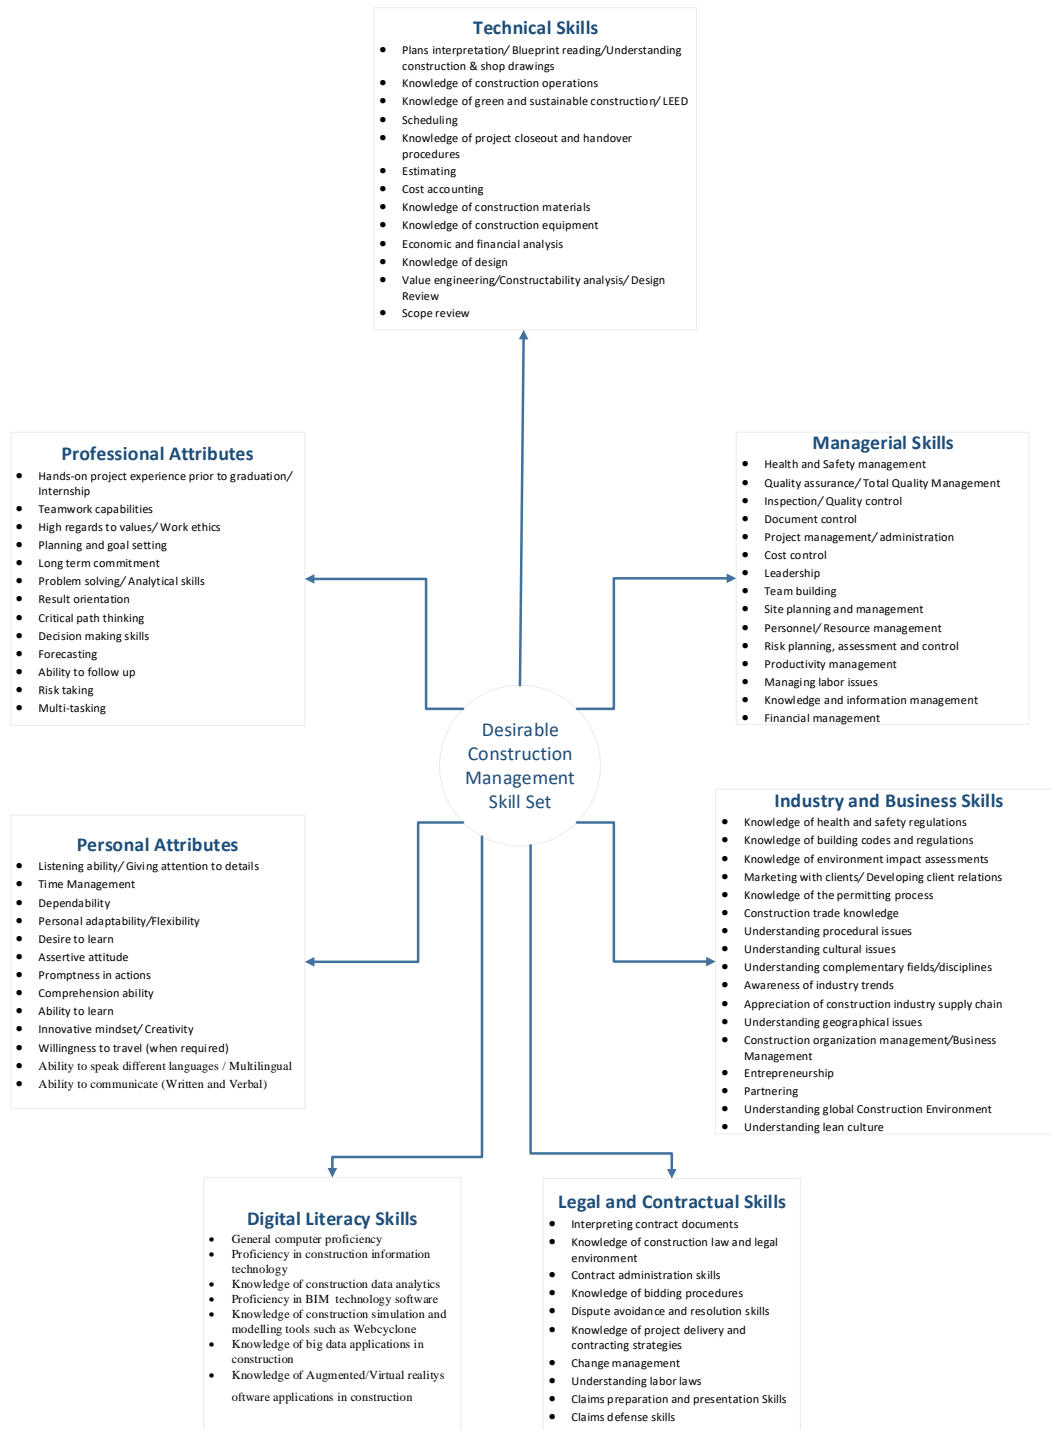 Technical Skills
• Plans interpretation/ Blueprint reading/Understanding
construction & shop drawings
• Knowledge of construction operations
• Knowledge of green and sustainable construction/ LEED
• Scheduling
• Knowledge of project closeout and handover
procedures
• Estimating
• Cost accounting
• Knowledge of construction materials
• Knowledge of construction equipment
• Economic and financial analysis
• Knowledge of design
• Value engineering/Constructability analysis/ Design
Review
• Scope review
Professional Attributes
• Hands-on project experience prior to graduation/
Internship
• Teamwork capabilities
• High regards to values/ Work ethics
• Planning and goal setting
• Long term commitment
• Problem solving/ Analytical skills
• Result orientation
• Critical path thinking
• Decision making skills
• Forecasting
• Ability to follow up
• Risk taking
• Multi-tasking
Managerial Skills
• Health and Safety management
• Quality assurance/ Total Quality Management
• Inspection/ Quality control
• Document control
• Project management/ administration
• Cost control
• Leadership
• Team building
• Site planning and management
• Personnel/ Resource management
• Risk planning, assessment and control
• Productivity management
• Managing labor issues
• Knowledge and information management
• Financial management
Desirable
Construction
Management
Skill Set
Personal Attributes
• Listening ability/ Giving attention to details
• Time Management
• Dependability
• Personal adaptability/Flexibility
• Desire to learn
• Assertive attitude
• Promptness in actions
• Comprehension ability
• Ability to learn
• Innovative mindset/ Creativity
• Willingness to travel (when required)
• Ability to speak different languages / Multilingual
• Ability to communicate (Written and Verbal)
Industry and Business Skills
• Knowledge of health and safety regulations
• Knowledge of building codes and regulations
• Knowledge of environment impact assessments
• Marketing with clients/ Developing client relations
• Knowledge of the permitting process
• Construction trade knowledge
• Understanding procedural issues
• Understanding cultural issues
• Understanding complementary fields/disciplines
• Awareness of industry trends
• Appreciation of construction industry supply chain
• Understanding geographical issues
• Construction organization management/Business
Management
• Entrepreneurship
• Partnering
• Understanding global Construction Environment
• Understanding lean culture
Digital Literacy Skills
• General computer proficiency
• Proficiency in construction information
technology
• Knowledge of construction data analytics
• Proficiency in BIM technology software
• Knowledge of construction simulation and
modelling tools such as Webcyclone
• Knowledge of big data applications in
construction
• Knowledge of Augmented/Virtual realitys
oftware applications in construction
Legal and Contractual Skills
• Interpreting contract documents
• Knowledge of construction law and legal
environment
• Contract administration skills
• Knowledge of bidding procedures
• Dispute avoidance and resolution skills
• Knowledge of project delivery and
contracting strategies
• Change management
• Understanding labor laws
• Claims preparation and presentation Skills
• Claims defense skills